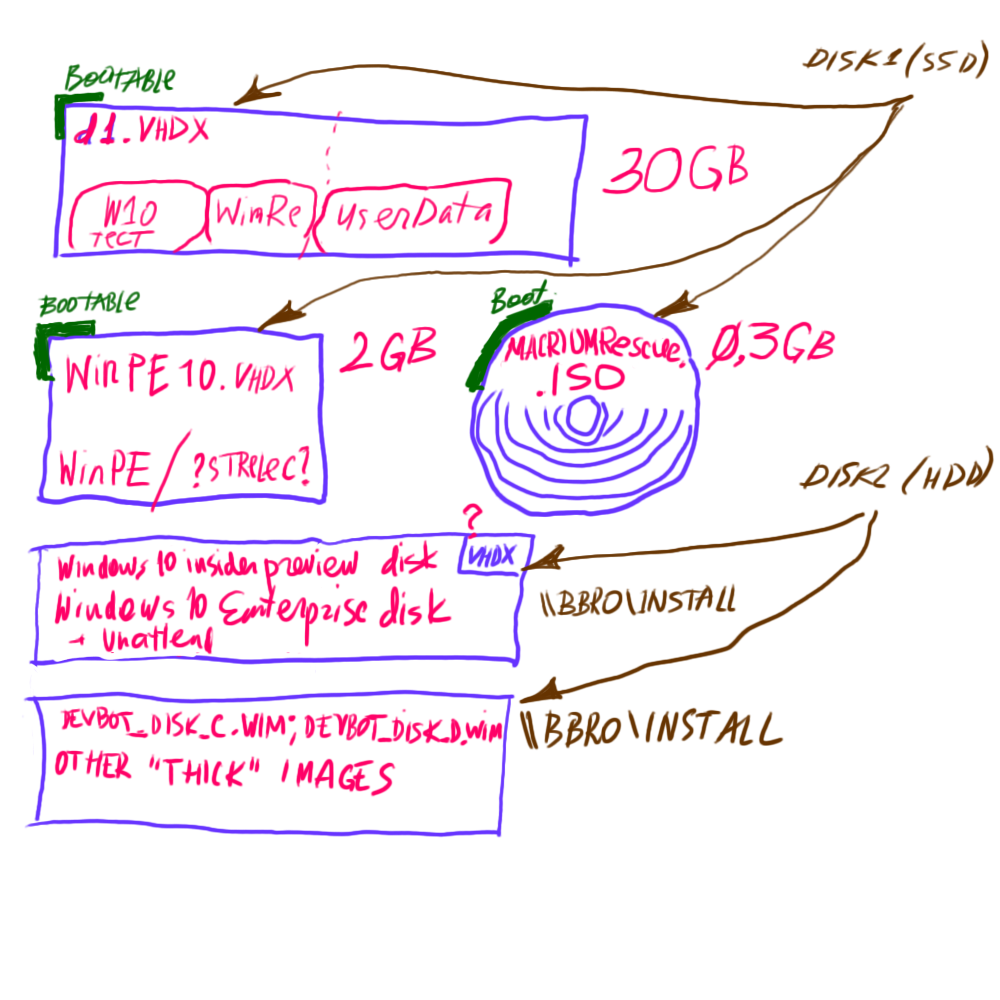 DISK1 (SSD)
BOOTABLE
d1.VHDX
30GB
W10
ТЕСТ
WinRe
userData
BOOTABLE
WinPE 10.VHDX
2GB
WinPE / ?STRELEC?
Boot
MACRIUMRescue
.ISO
0,3GB
DISK2 (HDD)
?
Windows 10 insider preview disk
VHDX
Windows 10 Enterprise disk
+ Unattend
\\BBRO\INSTALL
DEVBOT_DISK_C.WIM; DEVBOT_DISK_D.WIM
OTHER "THICK" IMAGES
\\BBRO\INSTALL